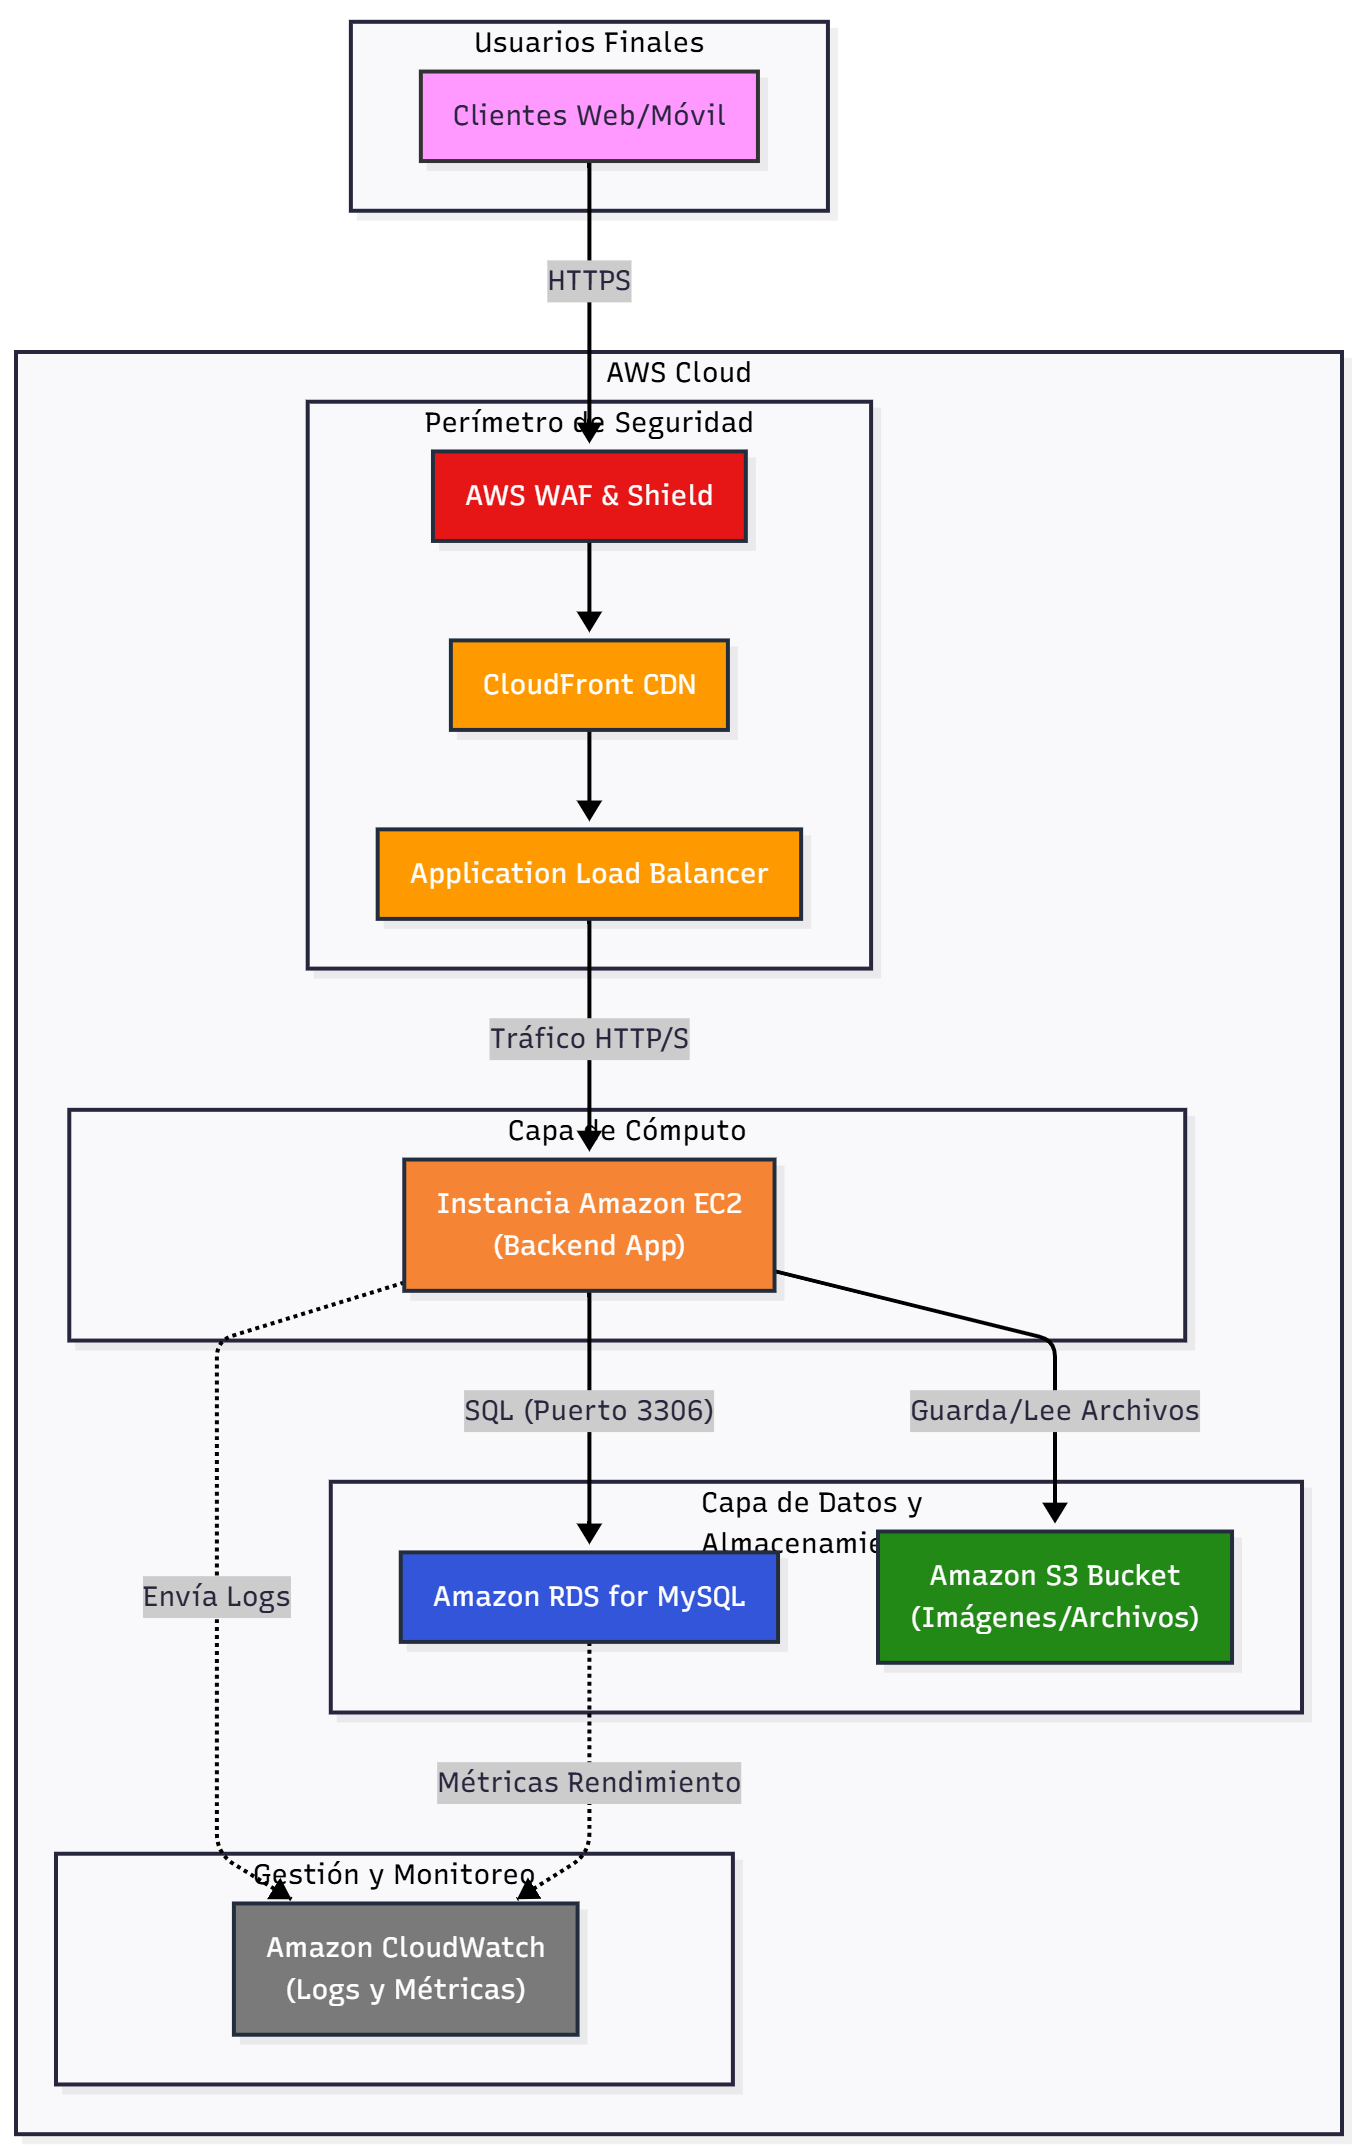 Usuarios Finales
Clientes Web/Móvil
HTTPS
AWS Cloud
Perímetro de Seguridad
AWS WAF & Shield
CloudFront CDN
Application Load Balancer
Tráfico HTTP/S
Capa de Cómputo
Instancia Amazon EC2
(Backend App)
SQL (Puerto 3306)
Guarda/Lee Archivos
Capa de Datos y
Almacenamie
Amazon RDS for MySQL
Amazon S3 Bucket
(Imágenes/Archivos)
Envía Logs
Métricas Rendimiento
Gestión y Monitoreo
Amazon CloudWatch
(Logs y Métricas)